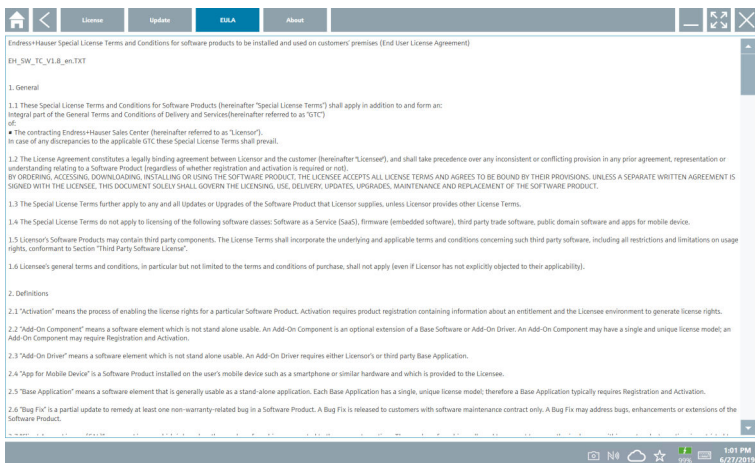 License Update EULA About
Endress+Hauser Special License Terms and Conditions for software products to be installed and used on customers' premises (End User License Agreement)
EH_SW_TC_V1.8_en.TXT
1. General
1.1 These Special License Terms and Conditions for Software Products (hereinafter "Special License Terms") shall apply in addition to and form an:
Integral part of the General Terms and Conditions of Delivery and Services(hereinafter referred to as "GTC")
of:
▪ The contracting Endress+Hauser Sales Center (hereinafter referred to as "Licensor").
In case of any discrepancies to the applicable GTC these Special License Terms shall prevail.
1.2 The License Agreement constitutes a legally binding agreement between Licensor and the customer (hereinafter "Licensee"), and shall take precedence over any inconsistent or conflicting provision in any prior agreement, representation or
understanding relating to a Software Product (regardless of whether registration and activation is required or not).
BY ORDERING, ACCESSING, DOWNLOADING, INSTALLING OR USING THE SOFTWARE PRODUCT, THE LICENSEE ACCEPTS ALL LICENSE TERMS AND AGREES TO BE BOUND BY THEIR PROVISIONS. UNLESS A SEPARATE WRITTEN AGREEMENT IS
SIGNED WITH THE LICENSEE, THIS DOCUMENT SOLELY SHALL GOVERN THE LICENSING, USE, DELIVERY, UPDATES, UPGRADES, MAINTENANCE AND REPLACEMENT OF THE SOFTWARE PRODUCT.
1.3 The Special License Terms further apply to any and all Updates or Upgrades of the Software Product that Licensor supplies, unless Licensor provides other License Terms.
1.4 The Special License Terms do not apply to licensing of the following software classes: Software as a Service (SaaS), firmware (embedded software), third party trade software, public domain software and apps for mobile device.
1.5 Licensor's Software Products may contain third party components. The License Terms shall incorporate the underlying and applicable terms and conditions concerning such third party software, including all restrictions and limitations on usage
rights, conformant to Section "Third Party Software License".
1.6 Licensee's general terms and conditions, in particular but not limited to the terms and conditions of purchase, shall not apply (even if Licensor has not explicitly objected to their applicability).
2. Definitions
2.1 "Activation" means the process of enabling the license rights for a particular Software Product. Activation requires product registration containing information about an entitlement and the Licensee environment to generate license rights.
2.2 "Add-On Component" means a software element which is not stand alone usable. An Add-On Component is an optional extension of a Base Software or Add-On Driver. An Add-On Component may have a single and unique license model; an
Add-On Component may require Registration and Activation.
2.3 "Add-On Driver" means a software element which is not stand alone usable. An Add-On Driver requires either Licensor's or third party Base Application.
2.4 "App for Mobile Device" is a Software Product installed on the user's mobile device such as a smartphone or similar hardware and which is provided to the Licensee.
2.5 "Base Application" means a software element that is generally usable as a stand-alone application. Each Base Application has a single, unique license model; therefore a Base Application typically requires Registration and Activation.
2.6 "Bug Fix" is a partial update to remedy at least one non-warranty-related bug in a Software Product. A Bug Fix is released to customers with software maintenance contract only. A Bug Fix may address bugs, enhancements or extensions of the
Software Product.
99%
1:01 PM
6/27/2019